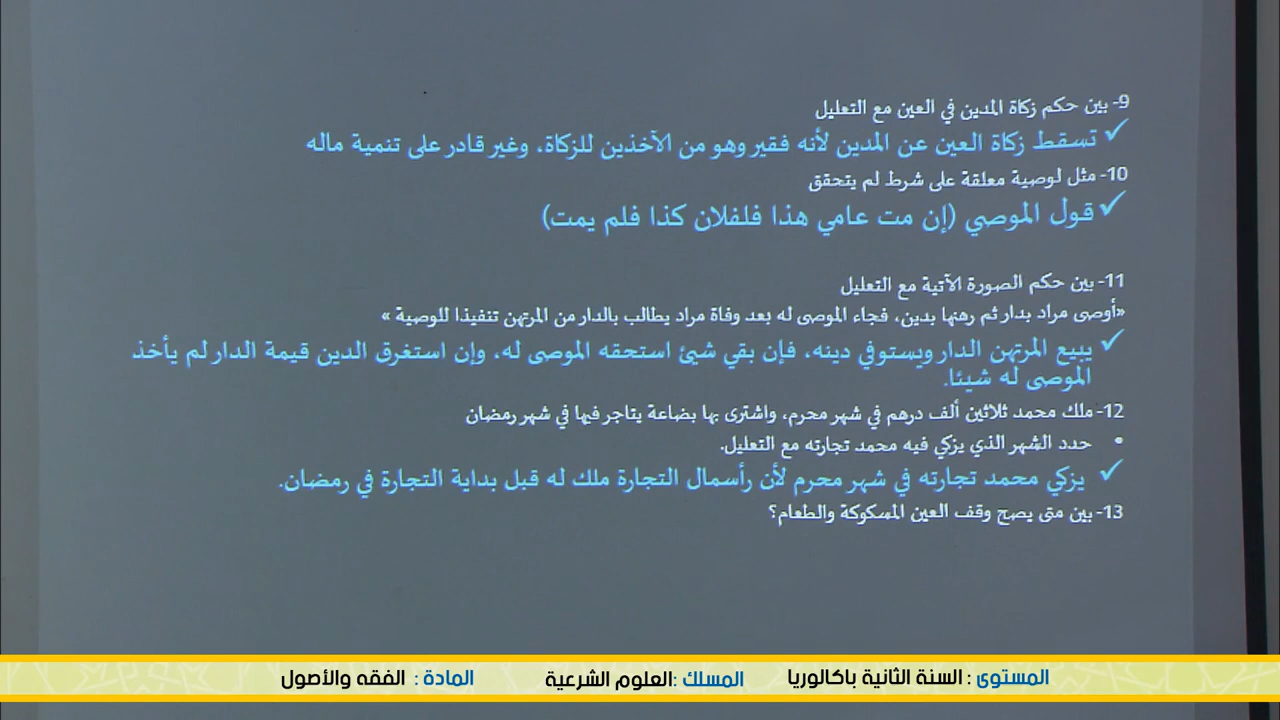 9- بين حكم زكاة المدين في العين مع التعليل
✓ تسقط زكاة العين عن المدين لأنه فقير وهو من الآخذين للزكاة، وغير قادر على تنمية ماله
10- مثل لوصية معلقة على شرط لم يتحقق
✓ قول الموصي (إن مت عامي هذا فلفلان كذا فلم يمت)
11- بين حكم الصورة الآتية مع التعليل
«أوصى مراد بدار ثم رهنها بدين، فجاء الموصى له بعد وفاة مراد يطالب بالدار من المرتهن تنفيذا للوصية »
✓ يبيع المرتهن الدار ويستوفي دينه، فإن بقي شيئ استحقه الموصى له، وإن استغرق الدين قيمة الدار لم يأخذ
الموصى له شيئا.
12- ملك محمد ثلاثين ألف درهم في شهر محرم، واشترى بها بضاعة يتاجر فيها في شهر رمضان
• حدد الشهر الذي يزكي فيه محمد تجارته مع التعليل.
✓ يزكي محمد تجارته في شهر محرم لأن رأسمال التجارة ملك له قبل بداية التجارة في رمضان.
13- بين متى يصح وقف العين المسكوكة والطعام؟
المستوى : السنة الثانية باكالوريا المسلك :العلوم الشرعية المادة : الفقه والأصول